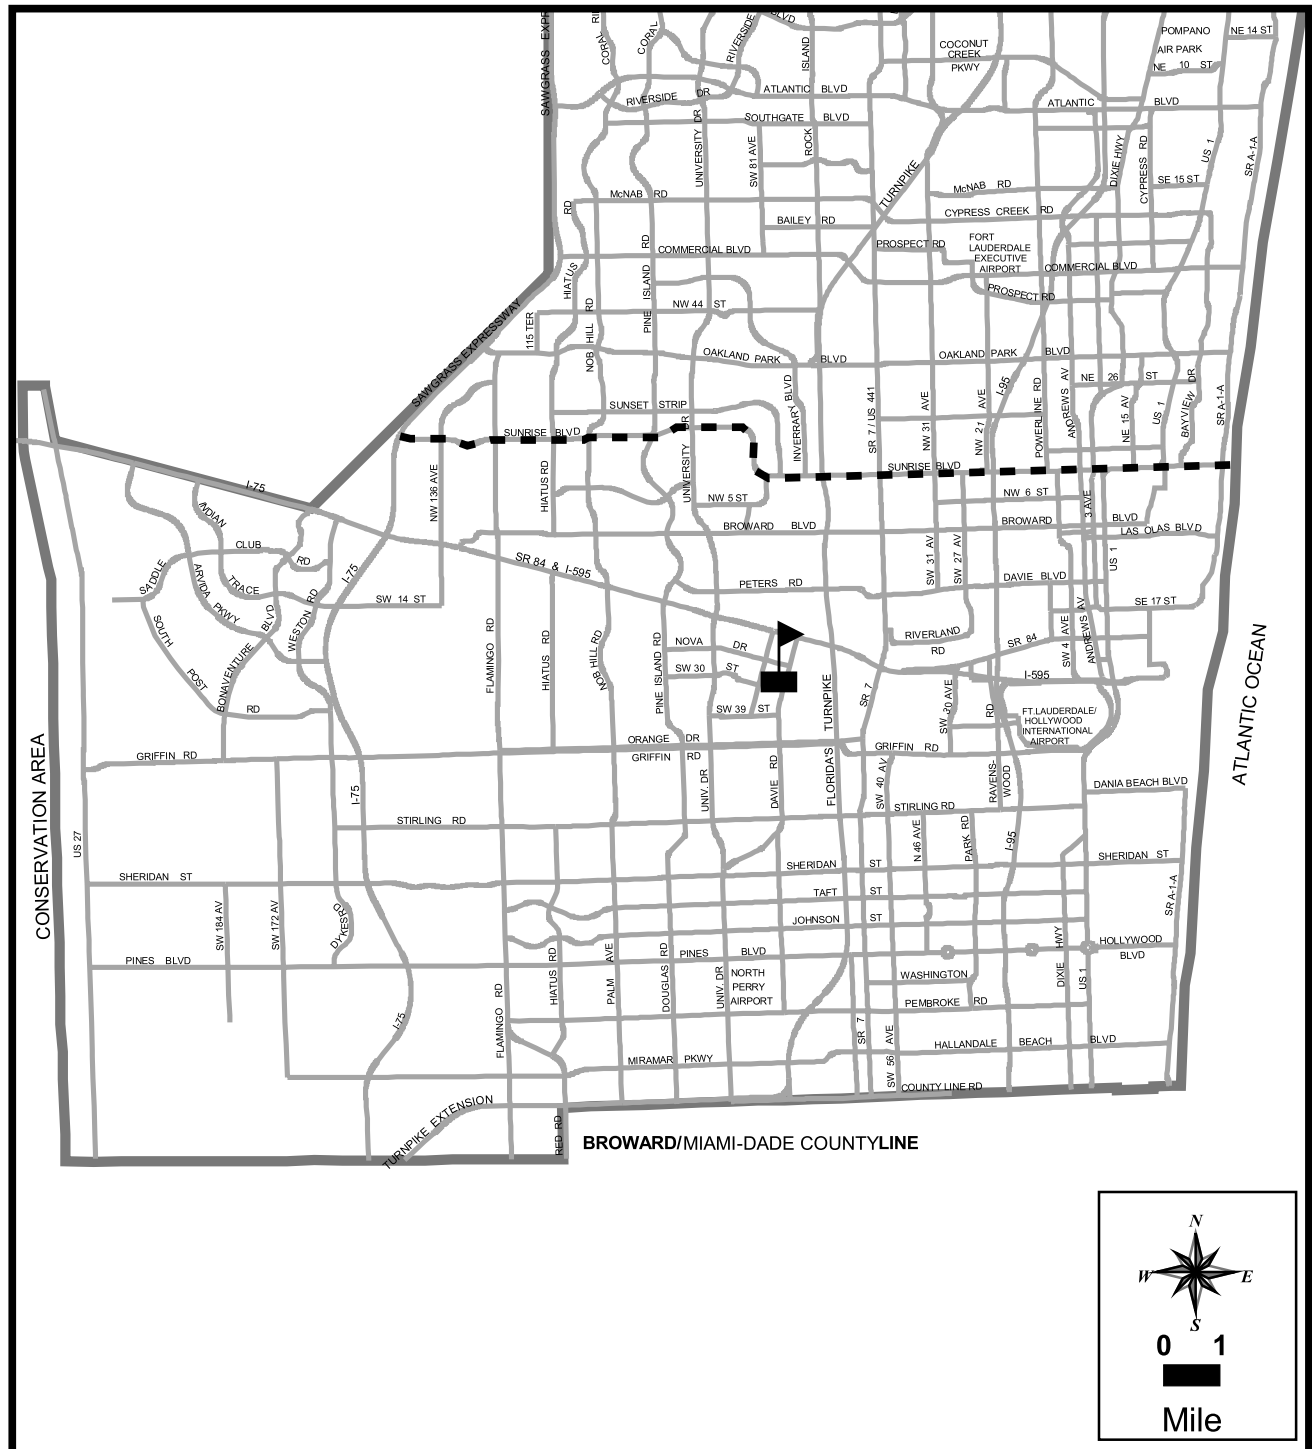 BLVD
POMPANO
AIR PARK
NE 14 ST
SAWGRASS EXPR
CORAL
CORAL
RIVERSIDE
ISLAND
COCONUT
CREEK
PKWY
NE 10 ST
RIVERSIDE DR
ATLANTIC BLVD
ATLANTIC BLVD
UNIVERSITY DR
SOUTHGATE BLVD
SW 81 AVE
ROCK
TURNPIKE
DIXIE HWY
CYPRESS RD
US 1
SR A-1-A
SE 15 ST
McNAB RD
McNAB RD
RD
BAILEY RD
CYPRESS CREEK RD
COMMERCIAL BLVD
PROSPECT RD
FORT
LAUDERDALE
EXECUTIVE
AIRPORT
COMMERCIAL BLVD
PROSPECT RD
HIATUS
PINE ISLAND RD
NW 44 ST
115 TER
NOB HILL RD
SAWGRASS EXPRESSWAY
OAKLAND PARK BLVD
OAKLAND PARK BLVD
I-95
NE 26 ST
SUNSET STRIP
INVERRARY BLVD
SR 7 / US 441
NW 31 AVE
NW 21 AVE
POWERLINE RD
ANDREWS AV
NE 15 AV
US 1
BAYVIEW DR
SR A-1-A
SUNRISE BLVD
SUNRISE BLVD
UNIVERSITY DR
I-75
NW 136 AVE
HIATUS RD
NW 5 ST
NW 6 ST
3 AVE
INDIAN
BROWARD BLVD
BROWARD BLVD
LAS OLAS BLVD
CLUB RD
SR 84 & I-595
SW 31 AV
SW 27 AV
US 1
SADDLE
ARVIDA PKWY
TRACE
I-75
PETERS RD
DAVIE BLVD
SW 14 ST
SE 17 ST
SOUTH POST RD
BONAVENTURE BLVD
WESTON RD
FLAMINGO RD
HIATUS RD
NOB HILL RD
PINE ISLAND RD
NOVA DR
SW 30 ST
SW 39 ST
RIVERLAND
RD
SR 84
SW 4 AVE
ANDREWS AV
I-595
FLORIDA'S TURNPIKE
SR 7
SW 30 AVE
RD
FT.LAUDERDALE/
HOLLYWOOD
INTERNATIONAL
AIRPORT
ATLANTIC OCEAN
CONSERVATION AREA
GRIFFIN RD
ORANGE DR
GRIFFIN RD
GRIFFIN RD
UNIV. DR
DAVIE RD
SW 40 AV
RAVENS-
WOOD
DANIA BEACH BLVD
I-75
STIRLING RD
STIRLING RD
US 27
N 46 AVE
PARK RD
I-95
SHERIDAN ST
SHERIDAN ST
SHERIDAN ST
TAFT ST
SW 184 AV
SW 172 AV
DYKES RD
JOHNSON ST
SR A-1-A
PINES BLVD
HIATUS RD
PALM AVE
DOUGLAS RD
PINES BLVD
UNIV. DR
NORTH
PERRY
AIRPORT
WASHINGTON
DIXIE HWY
US 1
HOLLYWOOD
BLVD
FLAMINGO RD
PEMBROKE RD
I-75
SR 7
SW 56 AVE
MIRAMAR PKWY
HALLANDALE BEACH BLVD
COUNTY LINE RD
TURNPIKE EXTENSION
RED RD
BROWARD/MIAMI-DADE COUNTYLINE
N
W E
S
0 1
Mile